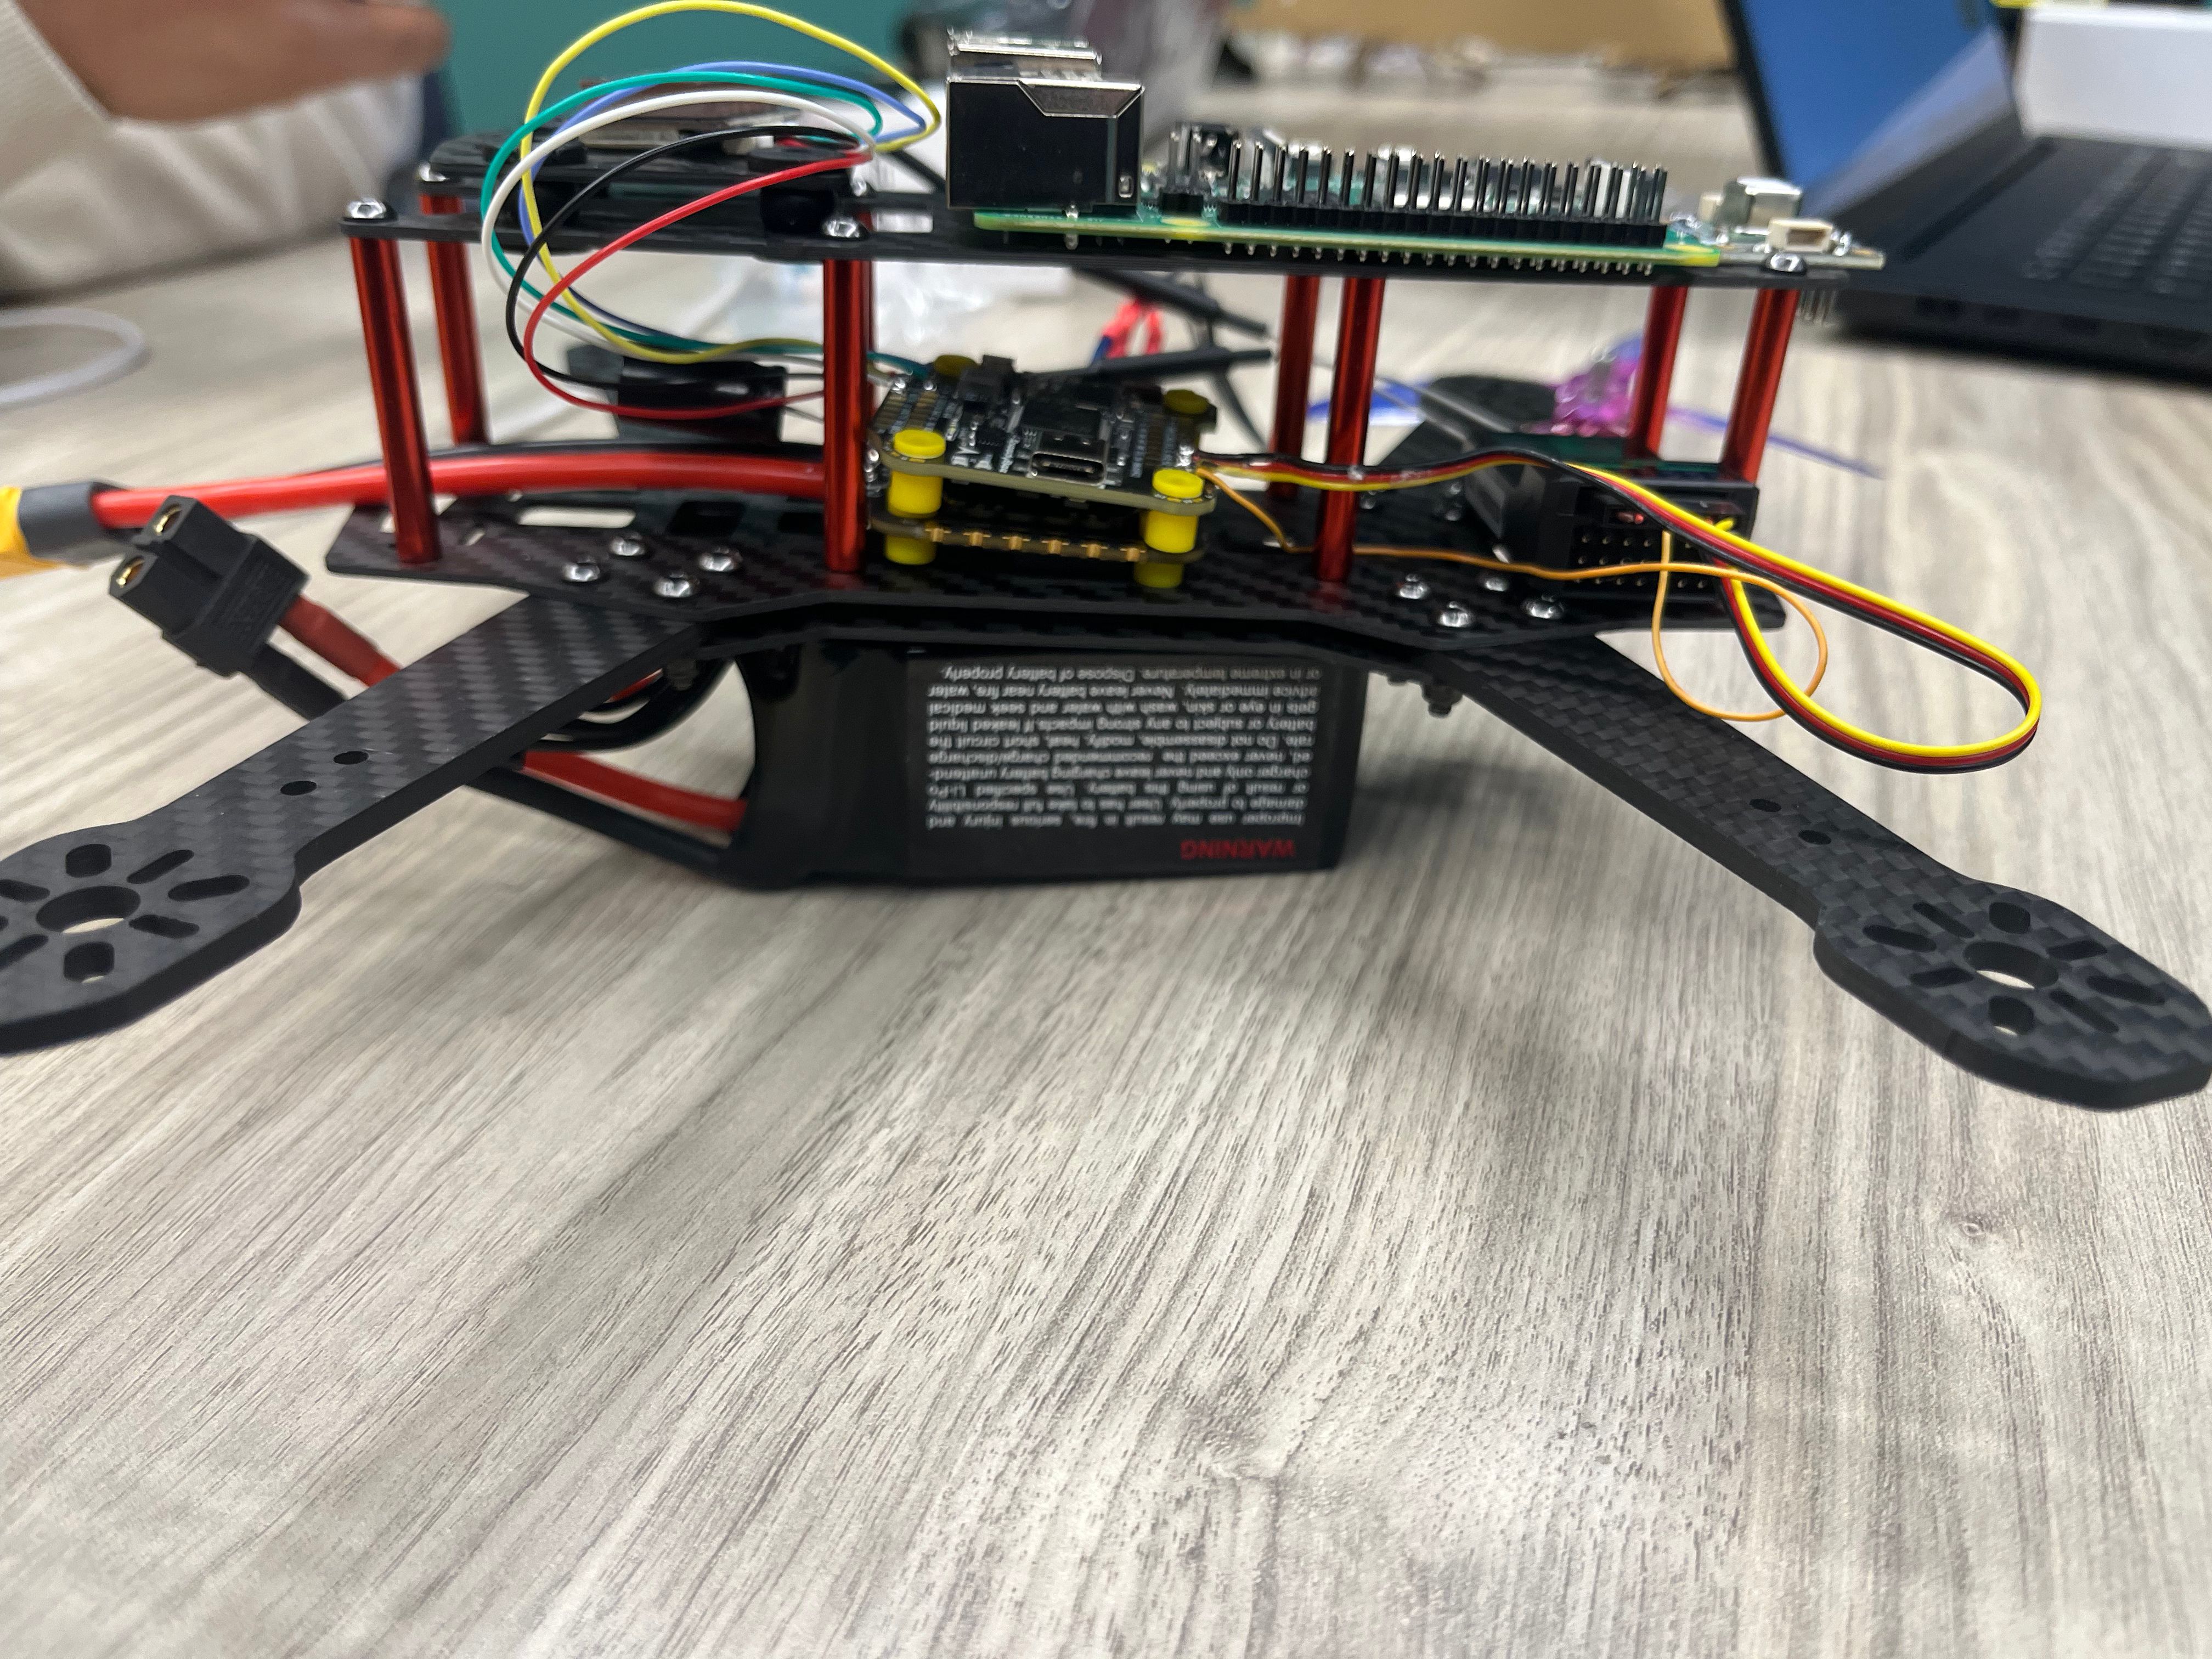 WARNING
Improper use may result in fire, serious injury and
damage to property. User has to take full responsibility
or result of using this battery. Use specified Li-Po
charger only and never leave charging battery unattend-
ed, never exceed the recommended charge/discharge
rate. Do not disassemble, modify, heat, short circuit the
battery or subject to any strong impacts if leaked liquid
gets in eye or skin, wash with water and seek medical
advice immediately. Never leave battery near fire, water
or in extreme temperature. Dispose of battery properly.